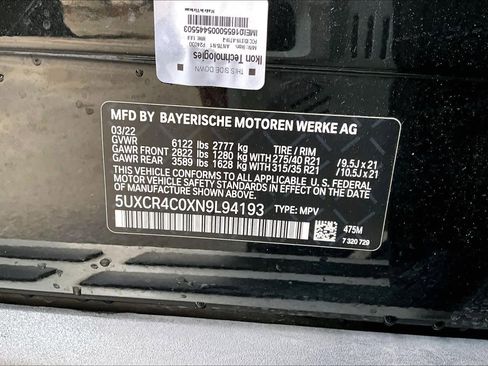 Ikon Technologies
THIS SIDE DOWN
MFD BY BAYERISCHE MOTOREN WERKE AG
03/22
GVWR 6122 lbs 2777 kg TIRE / RIM
GAWR FRONT 2822 lbs 1280 kg WITH 275/40 R21 /9.5J x 21
GAWR REAR 3589 lbs 1628 kg WITH 315/35 R21 /10.5J x 21
THIS VEHICLE CONFORMS TO ALL APPLICABLE U.S. FEDERAL
MOTOR VEHICLE SAFETY STANDARDS IN EFFECT ON THE DATE OF
MANUFACTURE SHOWN ABOVE.
5UXCR4C0XN9L94193 TYPE: MPV
475M
7 320 729